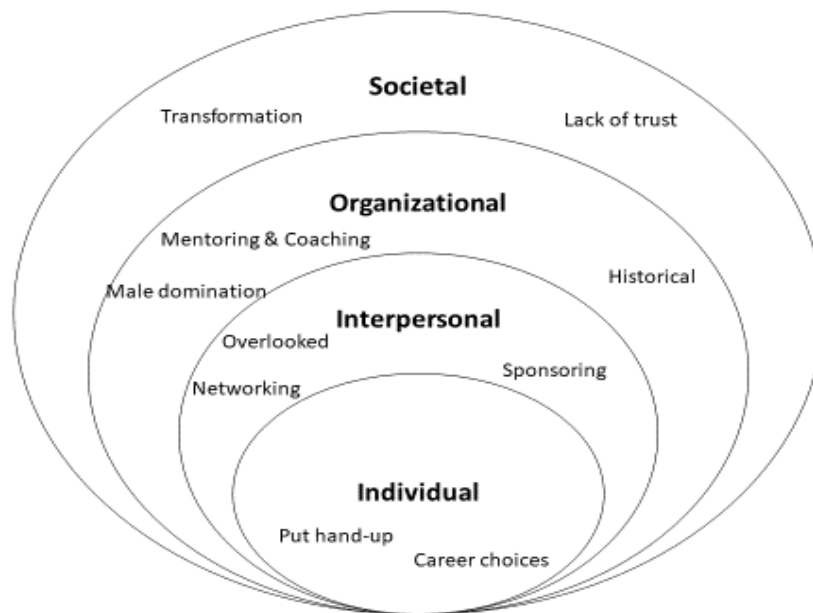 Societal
Transformation
Lack of trust
Organizational
Mentoring & Coaching
Historical
Male domination
Interpersonal
Overlooked
Sponsoring
Networking
Individual
Put hand-up
Career choices